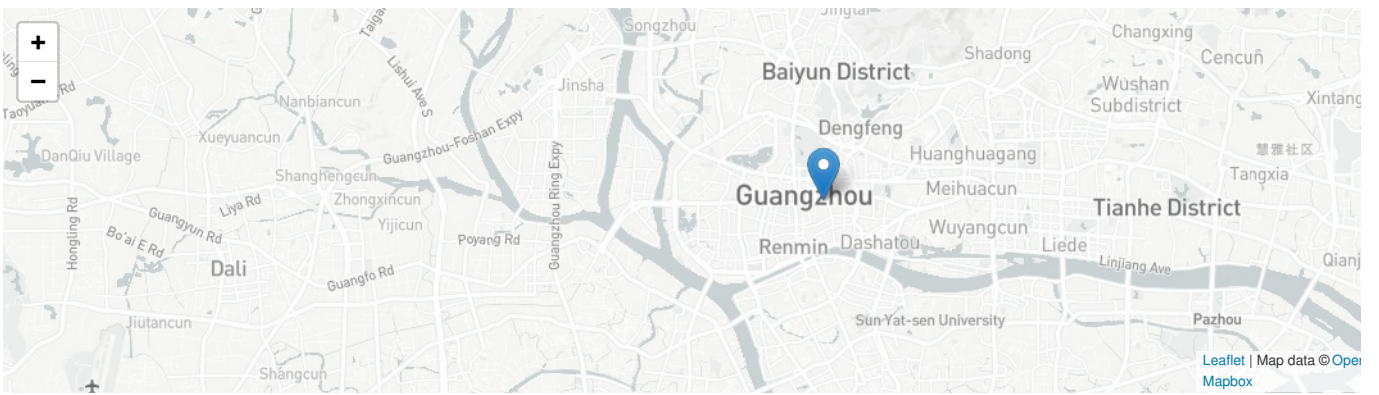 +
−
Songzhou
Jingtai
Changxing
Shadong
Cencun
Taigan
Lishui Ave S
Baiyun District
Wushan
Subdistrict
Xintang
Jinsha
Nanbiancun
Taoyuan Rd
Xueyuancun
Guangzhou-Foshan Expy
Dengfeng
DanQiu Village
Huanghuagang
慧雅社区
Tangxia
Shanghengcun
Zhongxincun
Yijicun
Liya Rd
Guangyun Rd
Bo'ai E Rd
Hongling Rd
Guangzhou Ring Expy
Poyang Rd
Guangzhou
Meihuacun
Tianhe District
Wuyangcun
Renmin
Dashatou
Liede
Linjiang Ave
Qianj
Dali
Guangfo Rd
Jiutancun
Sun Yat-sen University
Pazhou
Shangcun
Leaflet | Map data © Open
Mapbox